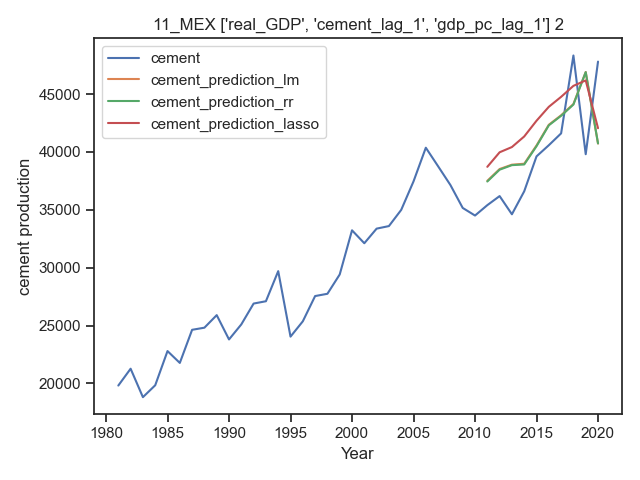 11_MEX ['real_GDP', 'cement_lag_1', 'gdp_pc_lag_1'] 2
cement
cement_prediction_lm
cement_prediction_rr
cement_prediction_lasso
cement production
45000
40000
35000
30000
25000
20000
1980 1985 1990 1995 2000 2005 2010 2015 2020
Year